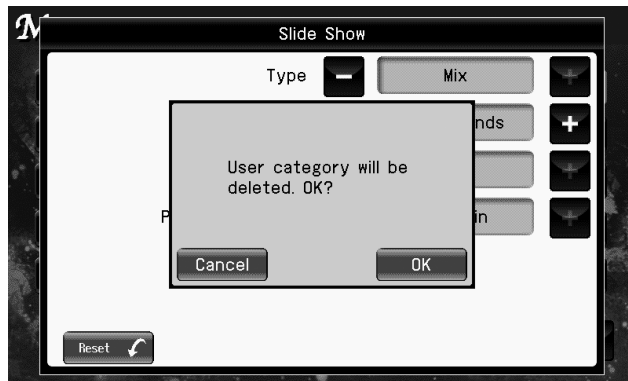 M
Slide Show
Type − Mix +
nds +
+
P in +
User category will be
deleted. OK?
Cancel OK
Reset